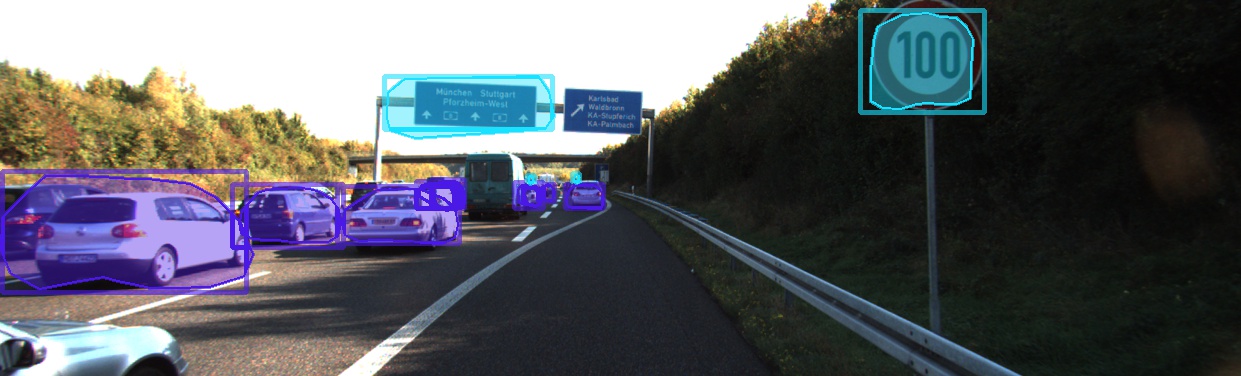 München Stuttgart
Pforzheim-West
Karlsbad
Waldbronn
KA-Stupferich
KA-Palmbach
100